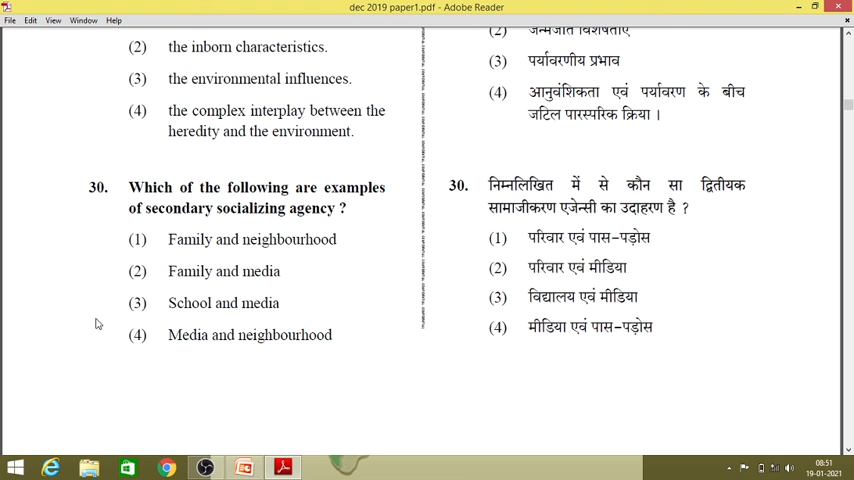 dec 2019 paper1.pdf - Adobe Reader
File Edit View Window Help
(2) the inborn characteristics.
(3) the environmental influences.
(4) the complex interplay between the
heredity and the environment.
30. Which of the following are examples
of secondary socializing agency ?
(1) Family and neighbourhood
(2) Family and media
(3) School and media
(4) Media and neighbourhood
(2) जन्मजात विशेषताएँ
(3) पर्यावरणीय प्रभाव
(4) आनुवंशिकता एवं पर्यावरण के बीच
जटिल पारस्परिक क्रिया ।
30. निम्नलिखित में से कौन सा द्वितीयक
सामाजीकरण एजेन्सी का उदाहरण है ?
(1) परिवार एवं पास-पड़ोस
(2) परिवार एवं मीडिया
(3) विद्यालय एवं मीडिया
(4) मीडिया एवं पास-पड़ोस
08:51
19-01-2021